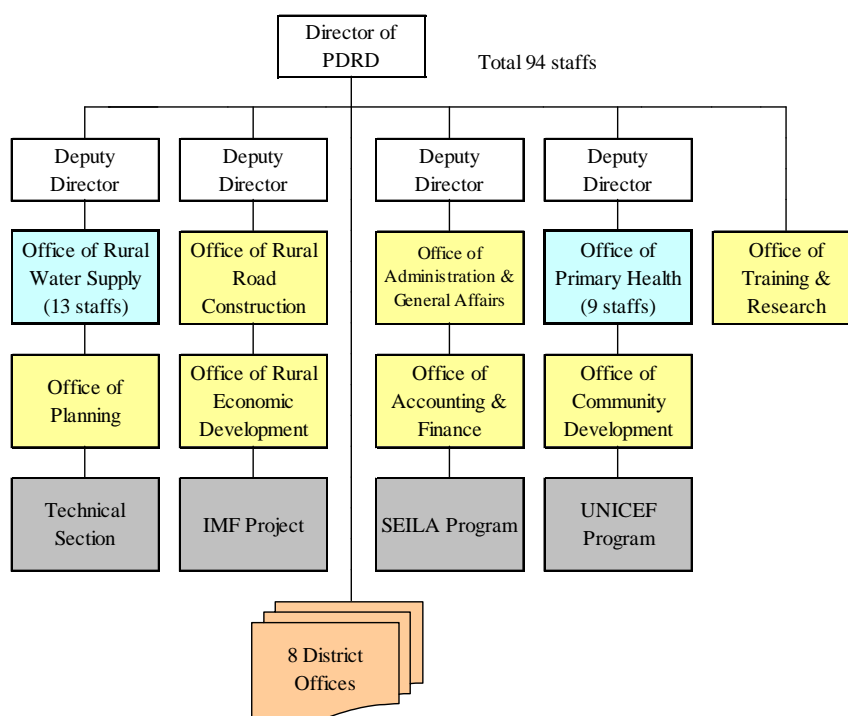 Director of
PDRD
Total 94 staffs
Deputy
Director
Deputy
Director
Deputy
Director
Deputy
Director
Office of Rural
Water Supply
(13 staffs)
Office of Rural
Road
Construction
Office of
Administration &
General Affairs
Office of
Primary Health
(9 staffs)
Office of
Training &
Research
Office of
Planning
Office of Rural
Economic
Development
Office of
Accounting &
Finance
Office of
Community
Development
Technical
Section
IMF Project
SEILA Program
UNICEF
Program
8 District
Offices